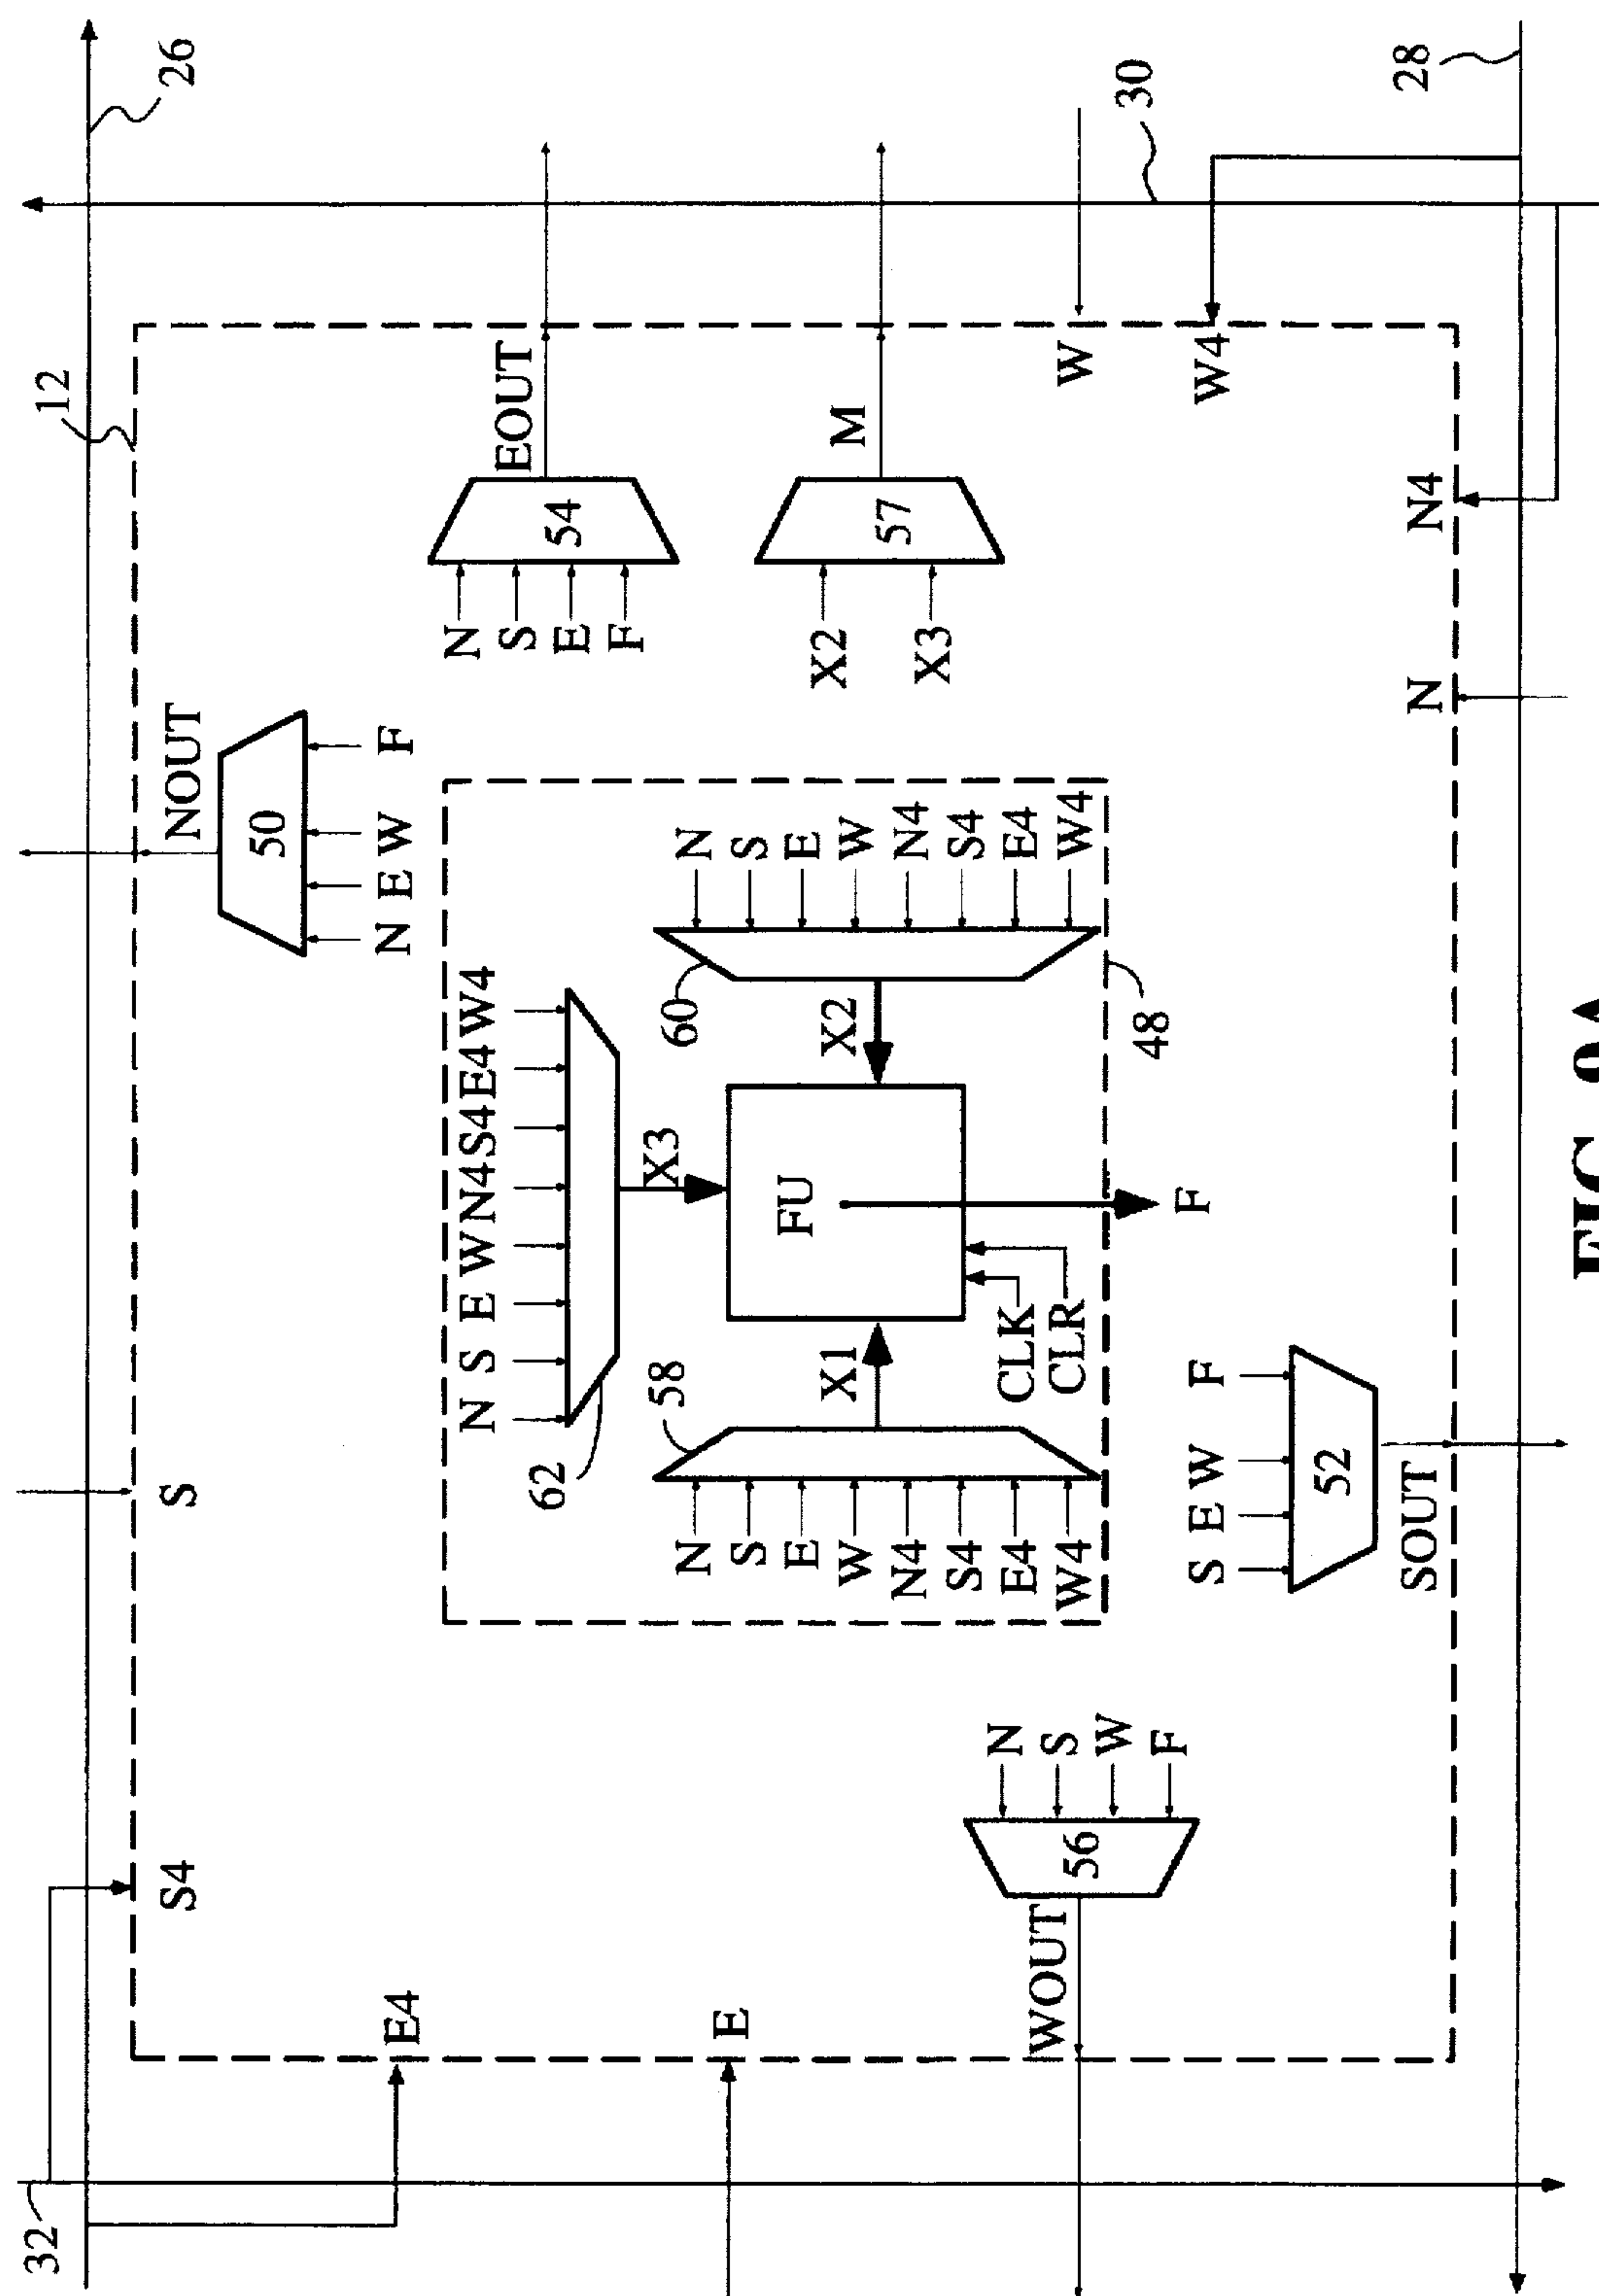 32
26
S4
S
12
NOUT
50
N E W F
E4
N S E W N4 S4 E4 W4
62
X3
EOUT
54
N
S
E
F
58
60
N
S
E
W
N4
S4
E4
W4
X1
FU
X2
N
S
E
W
N4
S4
E4
W4
E
X2
X3
57
M
CLK
CLR
48
F
30
N
S
W
F
56
WOUT
W
W4
S E W F
52
SOUT
N
N4
28